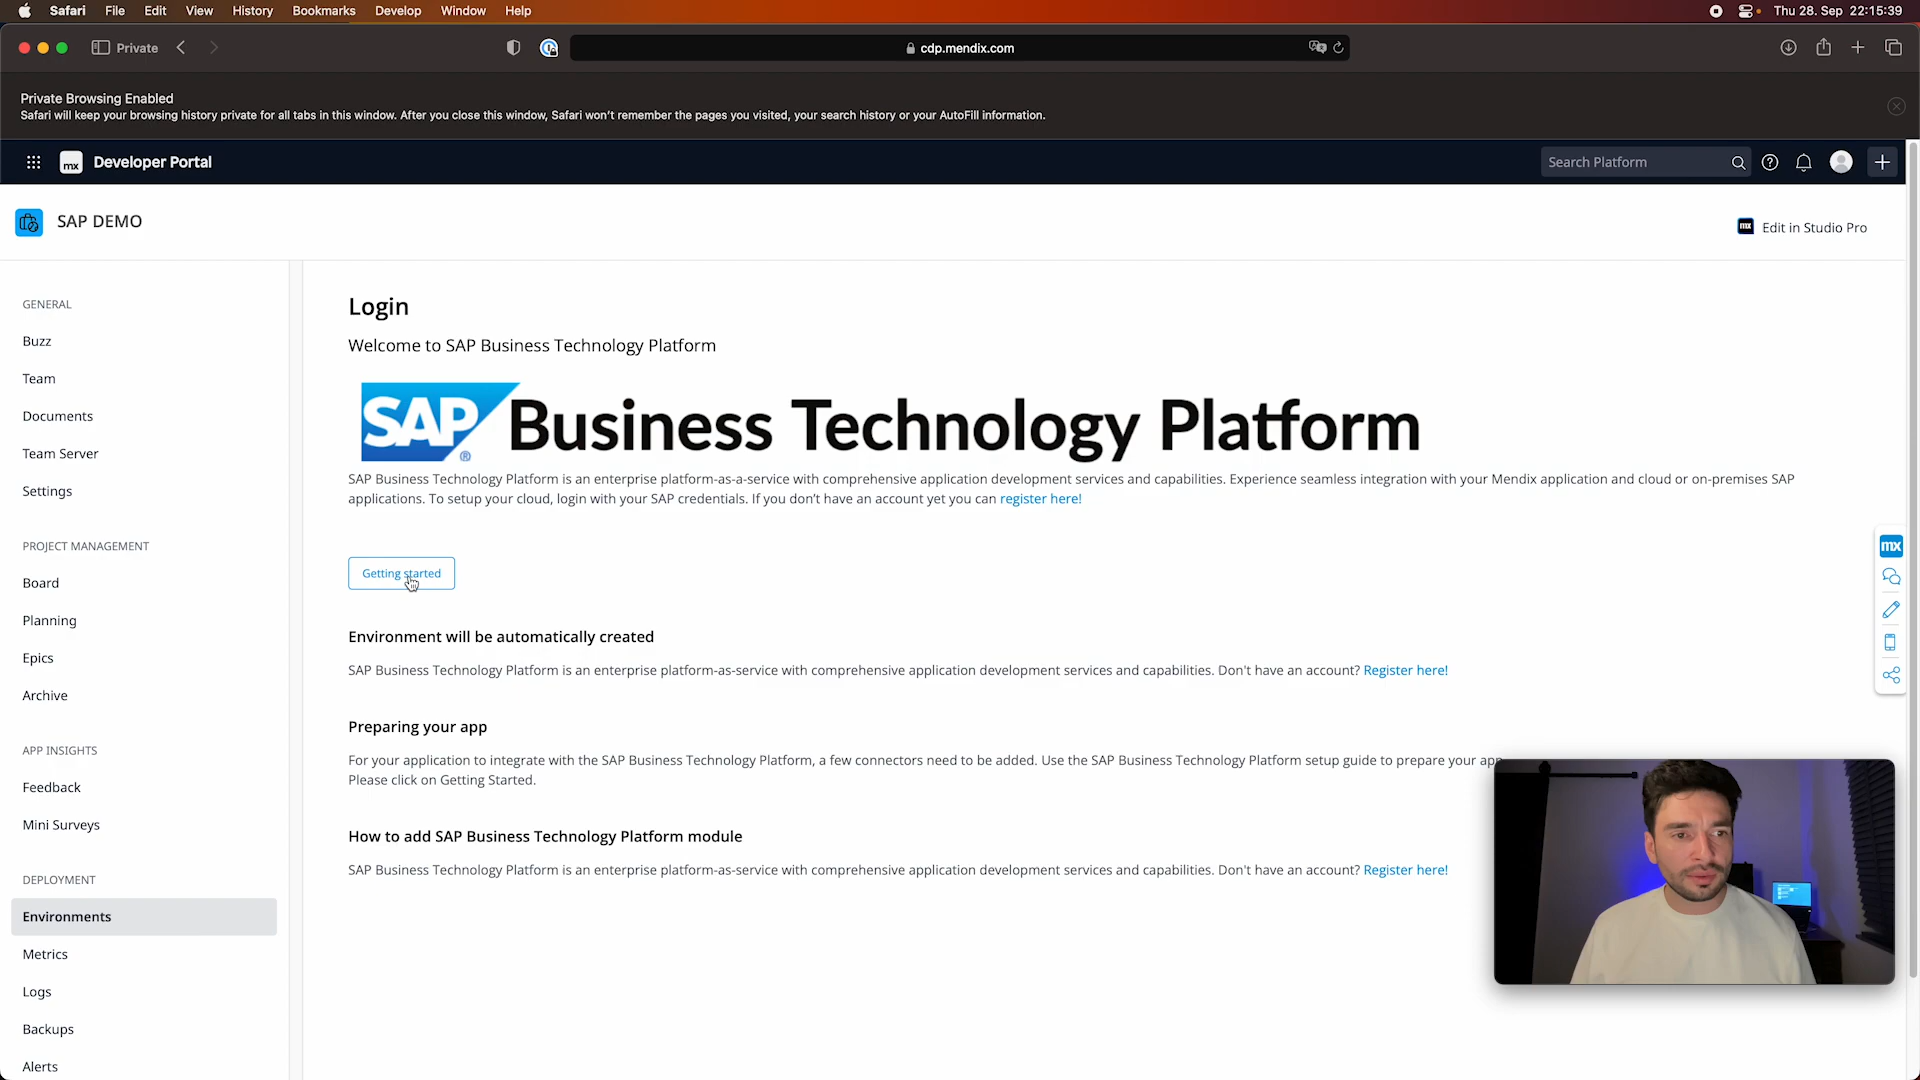 Safari File Edit View History Bookmarks Develop Window Help Thu 28. Sep 22:15:39
Private cdp.mendix.com
Private Browsing Enabled
Safari will keep your browsing history private for all tabs in this window. After you close this window, Safari won't remember the pages you visited, your search history or your AutoFill information.
mx Developer Portal Search Platform
SAP DEMO
mx Edit in Studio Pro
GENERAL
Buzz
Team
Documents
Team Server
Settings
PROJECT MANAGEMENT
Board
Planning
Epics
Archive
APP INSIGHTS
Feedback
Mini Surveys
DEPLOYMENT
Environments
Metrics
Logs
Backups
Alerts
Login
Welcome to SAP Business Technology Platform
SAP® Business Technology Platform
SAP Business Technology Platform is an enterprise platform-as-a-service with comprehensive application development services and capabilities. Experience seamless integration with your Mendix application and cloud or on-premises SAP
applications. To setup your cloud, login with your SAP credentials. If you don't have an account yet you can register here!
Getting started
Environment will be automatically created
SAP Business Technology Platform is an enterprise platform-as-service with comprehensive application development services and capabilities. Don't have an account? Register here!
Preparing your app
For your application to integrate with the SAP Business Technology Platform, a few connectors need to be added. Use the SAP Business Technology Platform setup guide to prepare your app
Please click on Getting Started.
How to add SAP Business Technology Platform module
SAP Business Technology Platform is an enterprise platform-as-service with comprehensive application development services and capabilities. Don't have an account? Register here!
mx